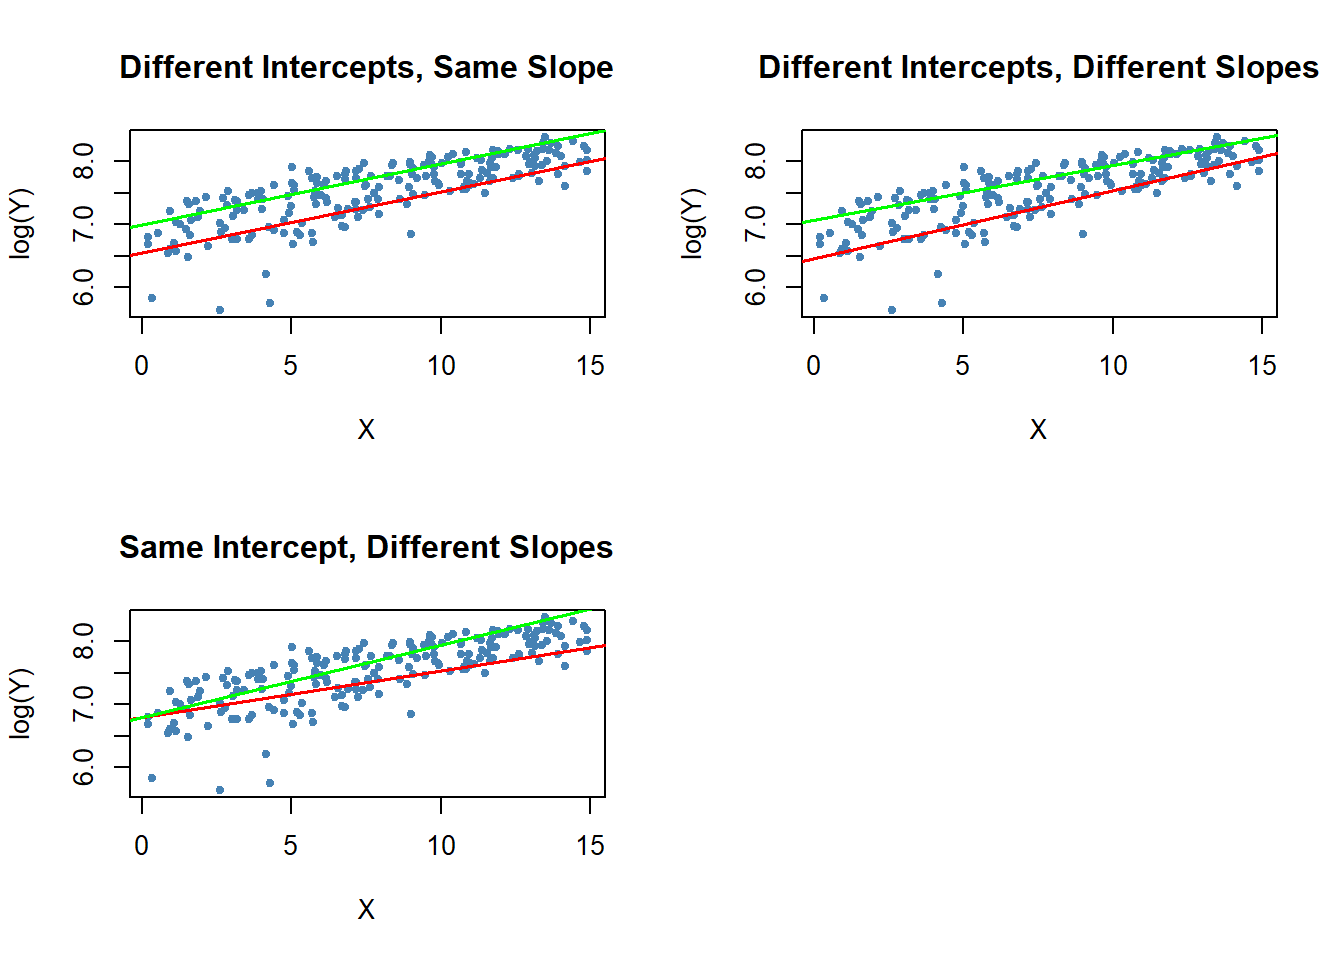 Different Intercepts, Same Slope
log(Y)
8.0
7.0
6.0
0 5 10 15
X
Different Intercepts, Different Slopes
log(Y)
8.0
7.0
6.0
0 5 10 15
X
Same Intercept, Different Slopes
log(Y)
8.0
7.0
6.0
0 5 10 15
X